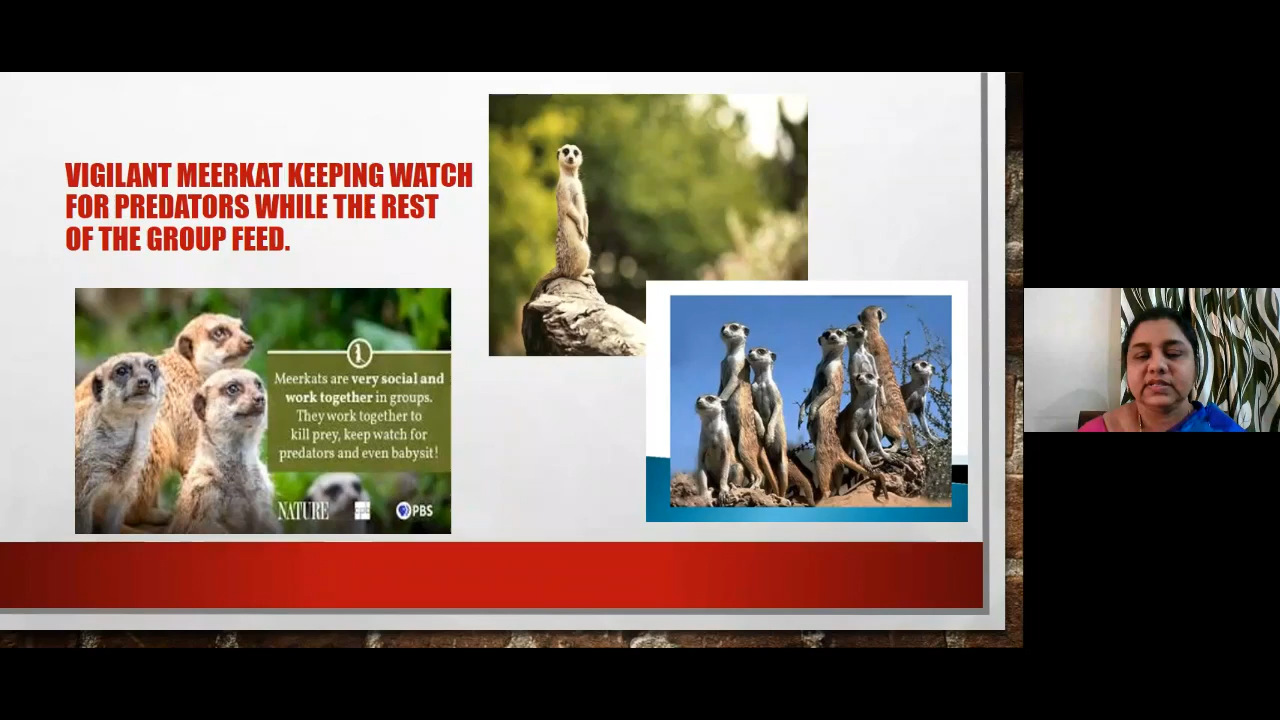 VIGILANT MEERKAT KEEPING WATCH
FOR PREDATORS WHILE THE REST
OF THE GROUP FEED.
Meerkats are very social and
work together in groups.
They work together to
kill prey, keep watch for
predators and even babysit!
NATURE
PBS